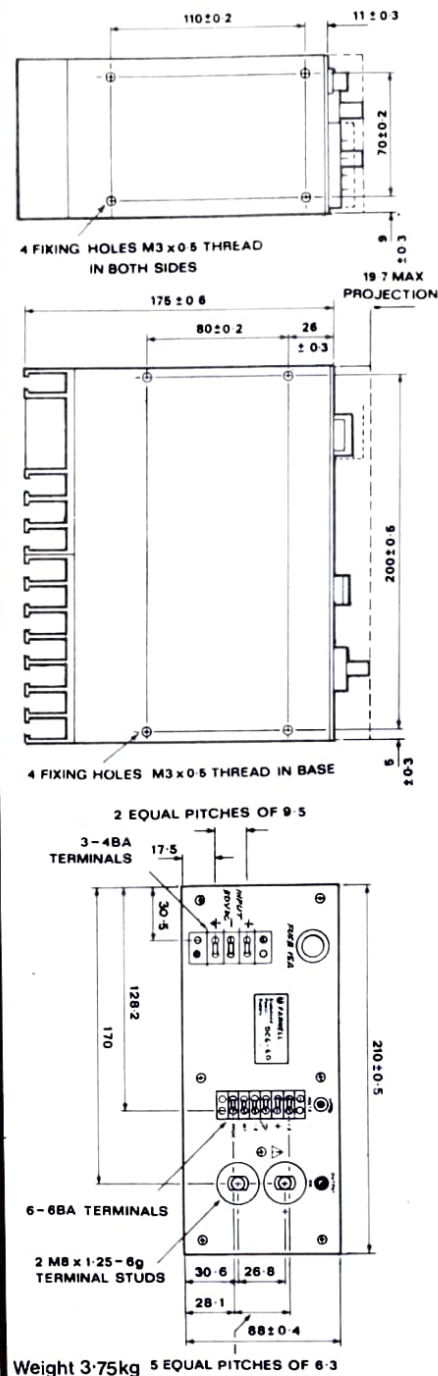 110±0·2
11±0·3
70±0·2
9
±0·3
4 FIXING HOLES M3 x 0·5 THREAD
IN BOTH SIDES
19·7 MAX
PROJECTION
175±0·6
80±0·2
26
±0·3
200±0·5
5
±0·3
4 FIXING HOLES M3 x 0·5 THREAD IN BASE
2 EQUAL PITCHES OF 9·5
3-4BA
TERMINALS
17·5
30·5
128·2
170
INPUT
+
FUSE 15A
FARNELL
210±0·5
6-6BA TERMINALS
2 M8 x 1·25-6g
TERMINAL STUDS
30·6
26·8
28·1
88±0·4
Weight 3·75kg
5 EQUAL PITCHES OF 6·3